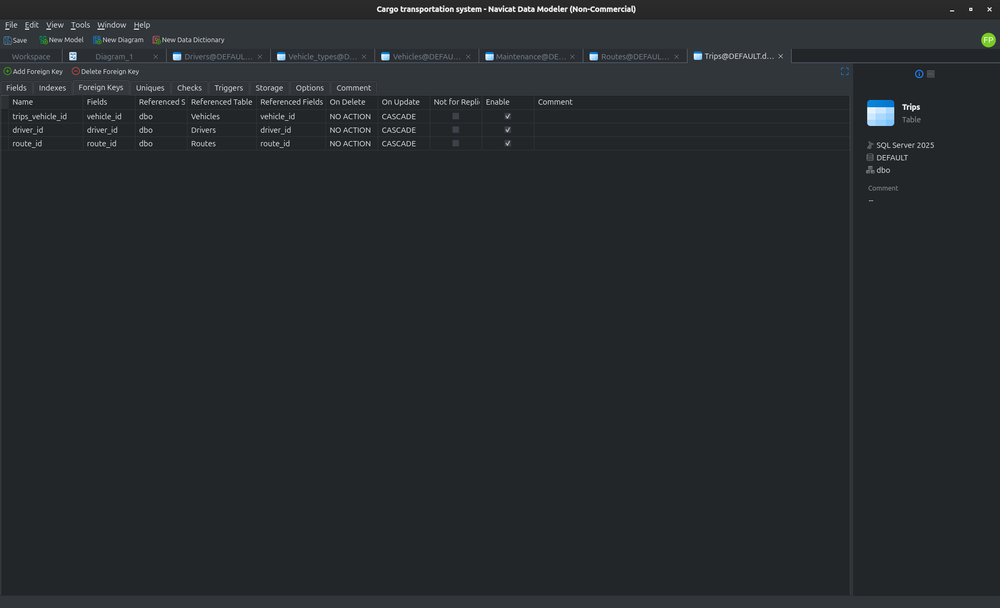 Cargo transportation system - Navicat Data Modeler (Non-Commercial)
File Edit View Tools Window Help
Save New Model New Diagram New Data Dictionary FP
Workspace Diagram_1 Drivers@DEFAUL... Vehicle_types@D... Vehicles@DEFAU... Maintenance@DE... Routes@DEFAUL... Trips@DEFAULT.d...
Add Foreign Key Delete Foreign Key
Fields Indexes Foreign Keys Uniques Checks Triggers Storage Options Comment
Name Fields Referenced S Referenced Table Referenced Fields On Delete On Update Not for Repli Enable Comment
trips_vehicle_id vehicle_id dbo Vehicles vehicle_id NO ACTION CASCADE
driver_id driver_id dbo Drivers driver_id NO ACTION CASCADE
route_id route_id dbo Routes route_id NO ACTION CASCADE
Trips
Table
SQL Server 2025
DEFAULT
dbo
Comment
--